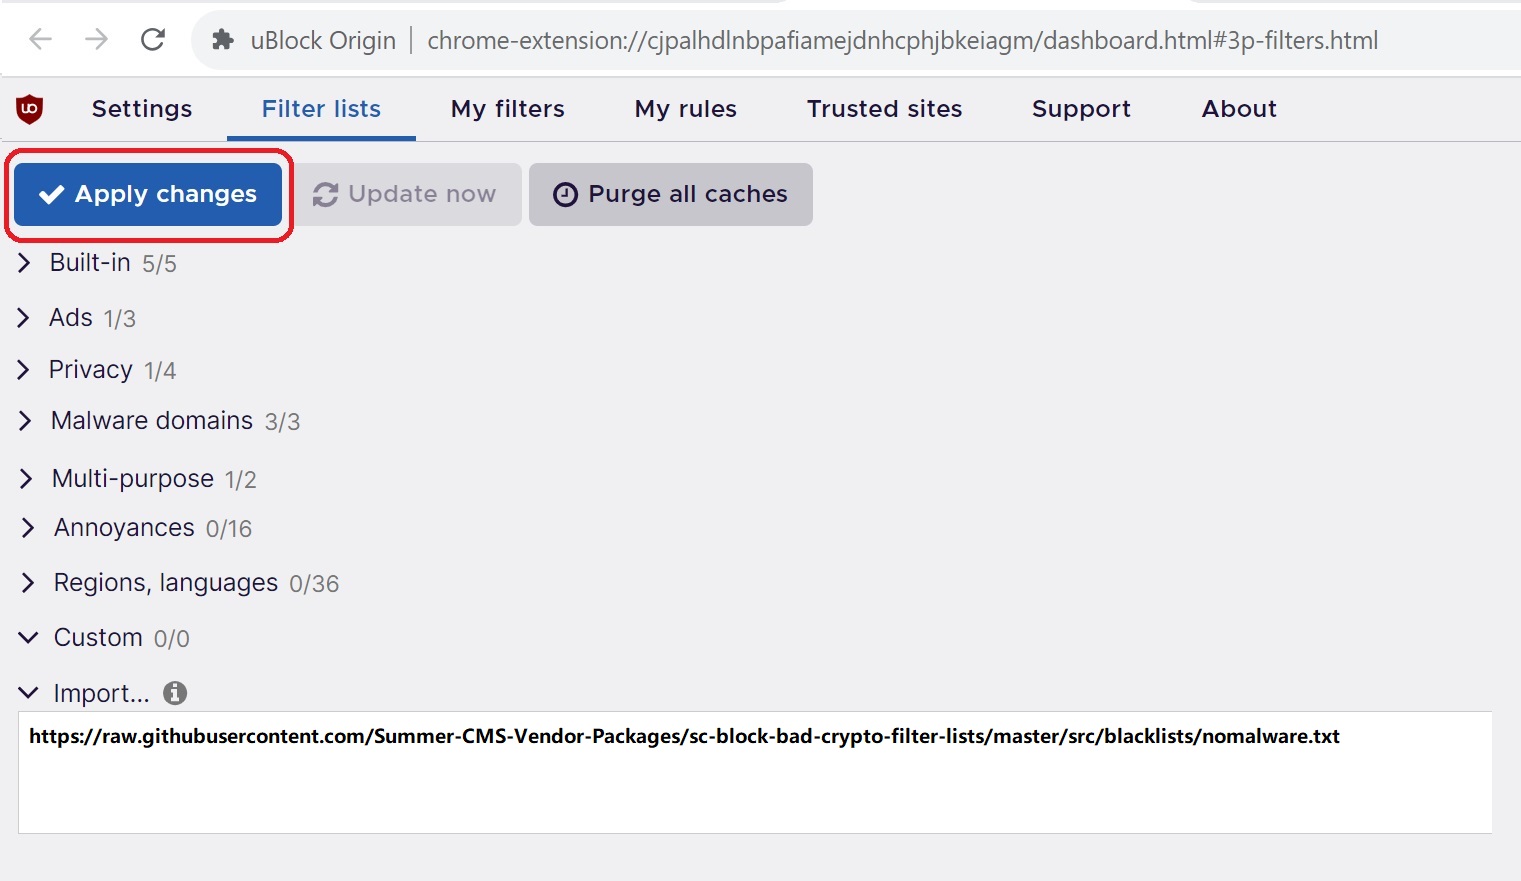 uBlock Origin chrome-extension://cjpalhdlnbpafiamejdnhcphjbkeiagm/dashboard.html#3p-filters.html
uo Settings Filter lists My filters My rules Trusted sites Support About
Apply changes Update now Purge all caches
Built-in 5/5
Ads 1/3
Privacy 1/4
Malware domains 3/3
Multi-purpose 1/2
Annoyances 0/16
Regions, languages 0/36
Custom 0/0
Import...
https://raw.githubusercontent.com/Summer-CMS-Vendor-Packages/sc-block-bad-crypto-filter-lists/master/src/blacklists/nomalware.txt